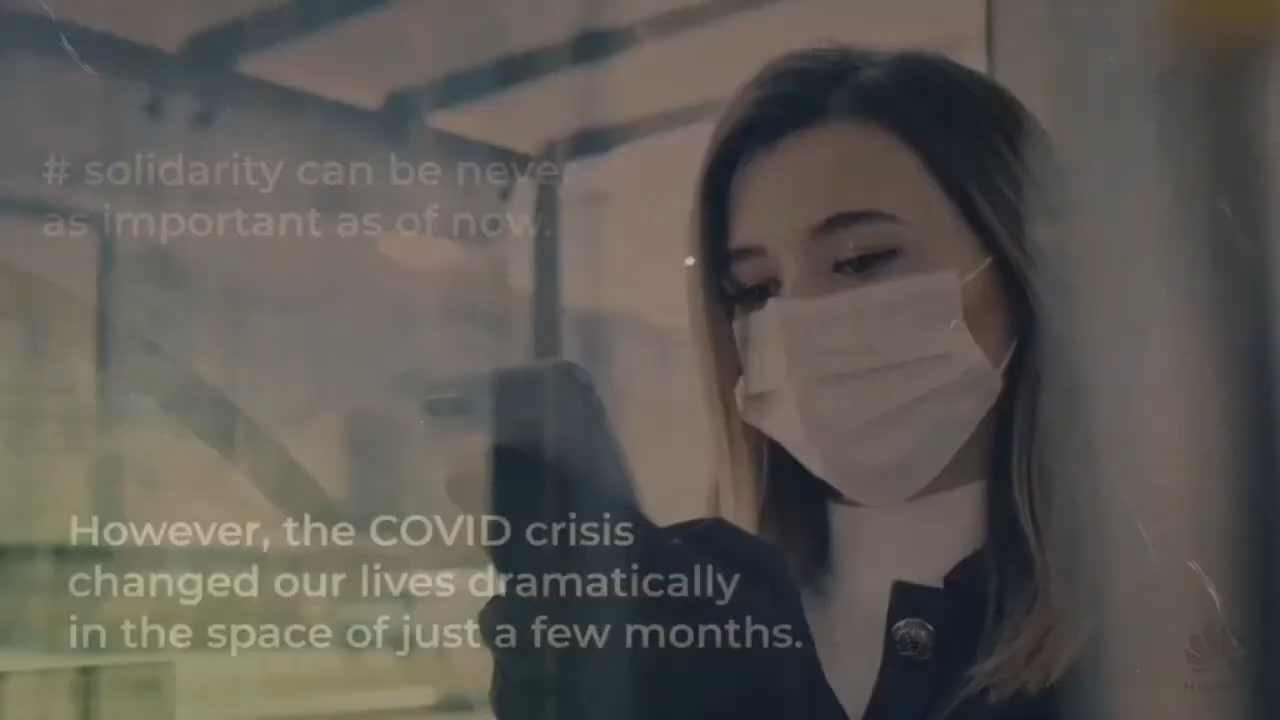 # solidarity can be never
as important as of now.
However, the COVID crisis
changed our lives dramatically
in the space of just a few months.